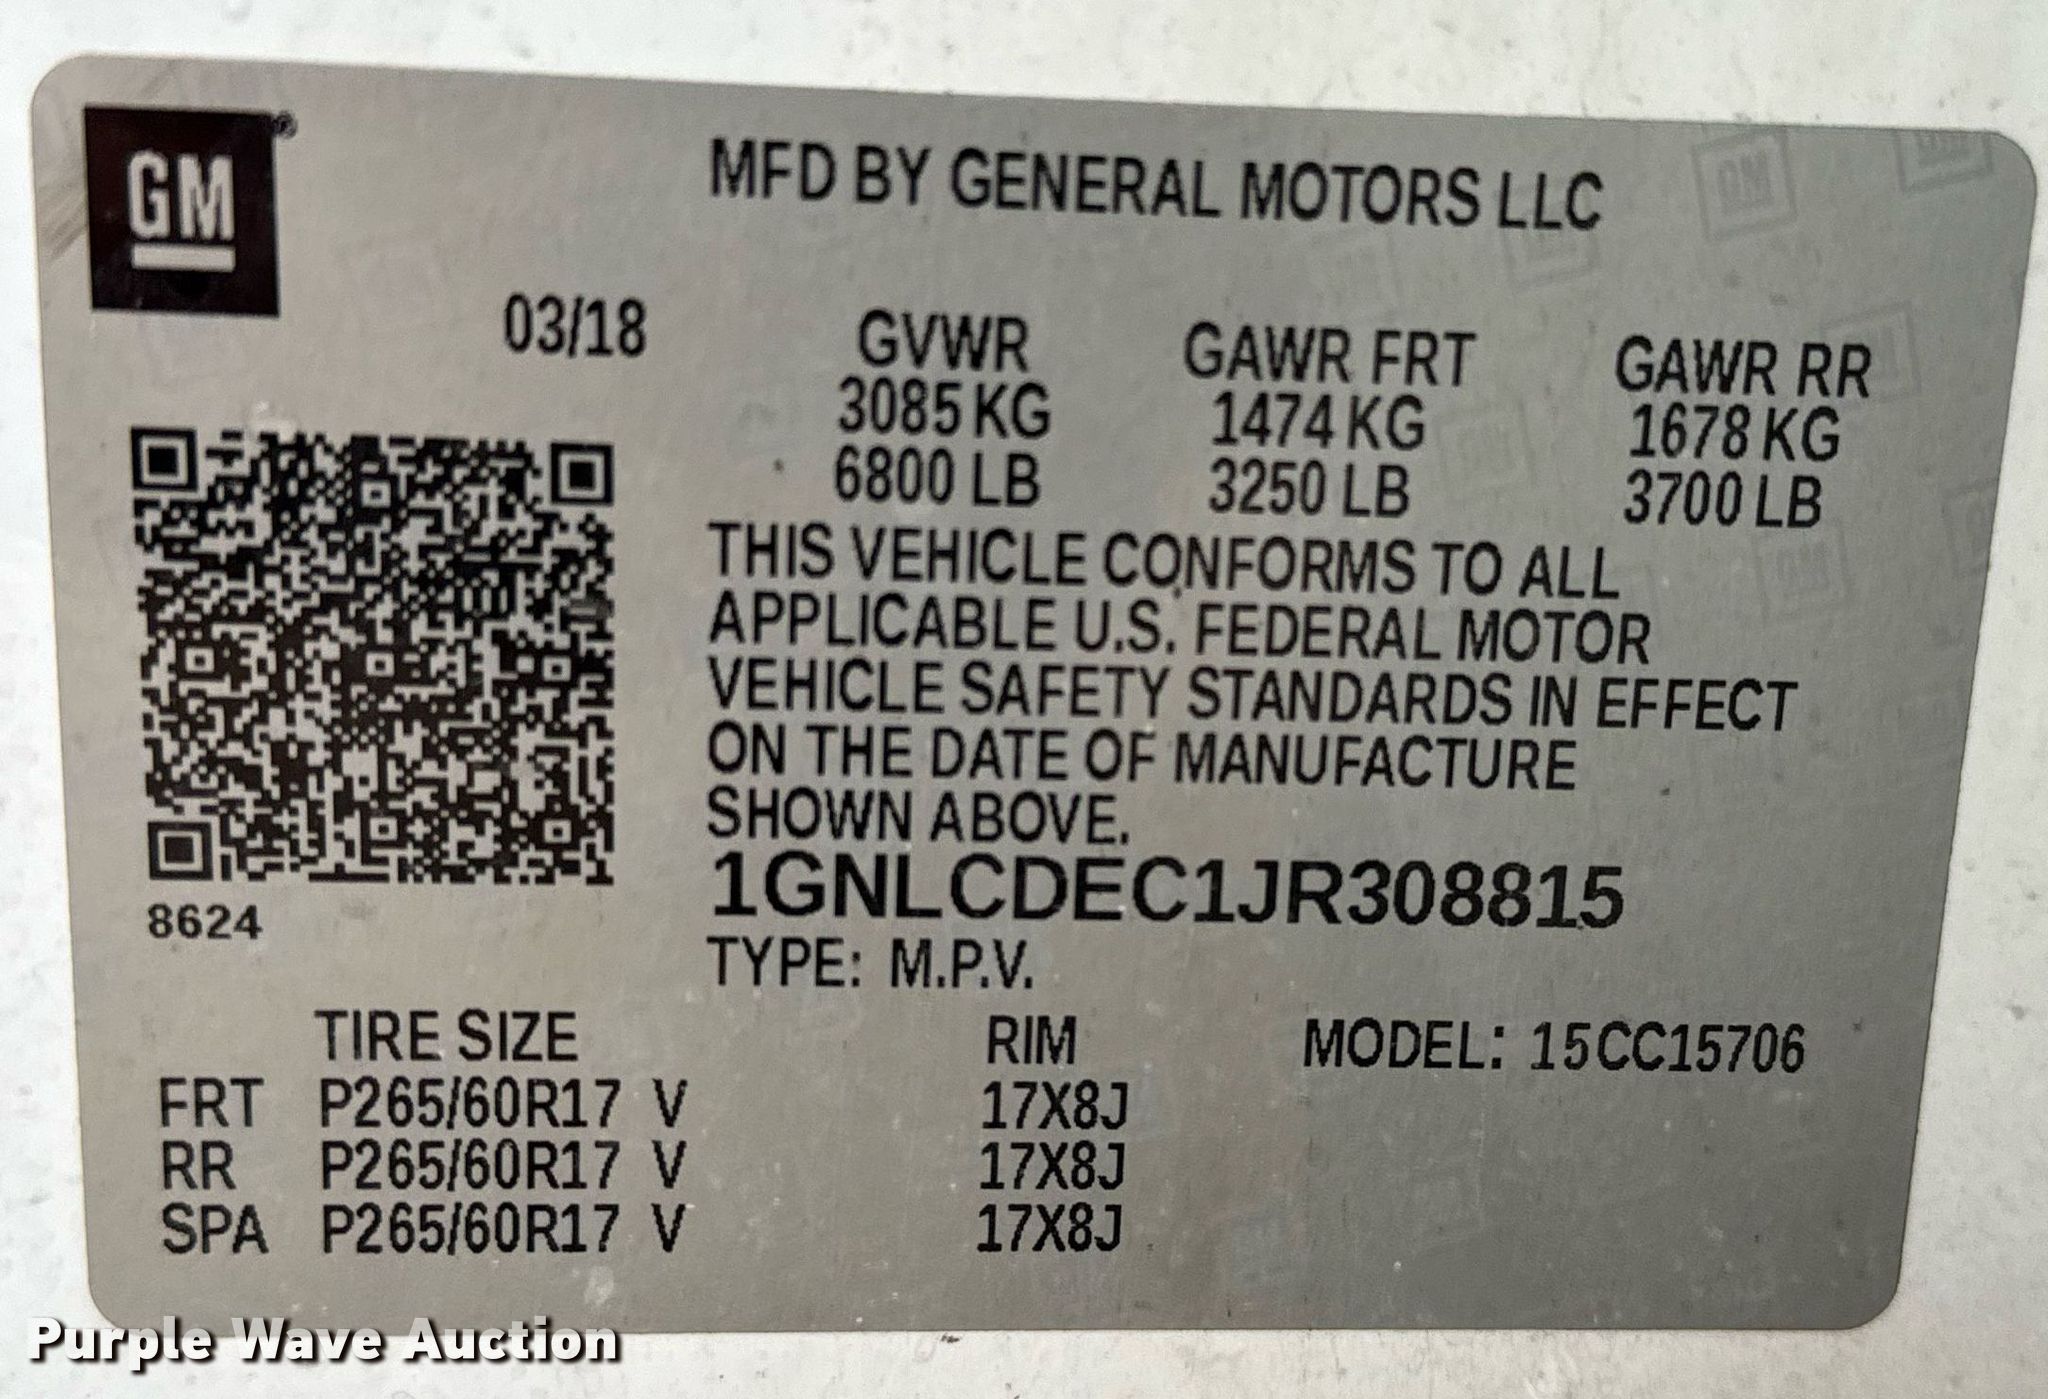 GM®
MFD BY GENERAL MOTORS LLC
03/18
GVWR GAWR FRT GAWR RR
3085 KG 1474 KG 1678 KG
6800 LB 3250 LB 3700 LB
THIS VEHICLE CONFORMS TO ALL
APPLICABLE U.S. FEDERAL MOTOR
VEHICLE SAFETY STANDARDS IN EFFECT
ON THE DATE OF MANUFACTURE
SHOWN ABOVE.
1GNLCDEC1JR308815
8624
TYPE: M.P.V.
TIRE SIZE RIM MODEL: 15CC15706
FRT P265/60R17 V 17X8J
RR P265/60R17 V 17X8J
SPA P265/60R17 V 17X8J
Purple Wave Auction